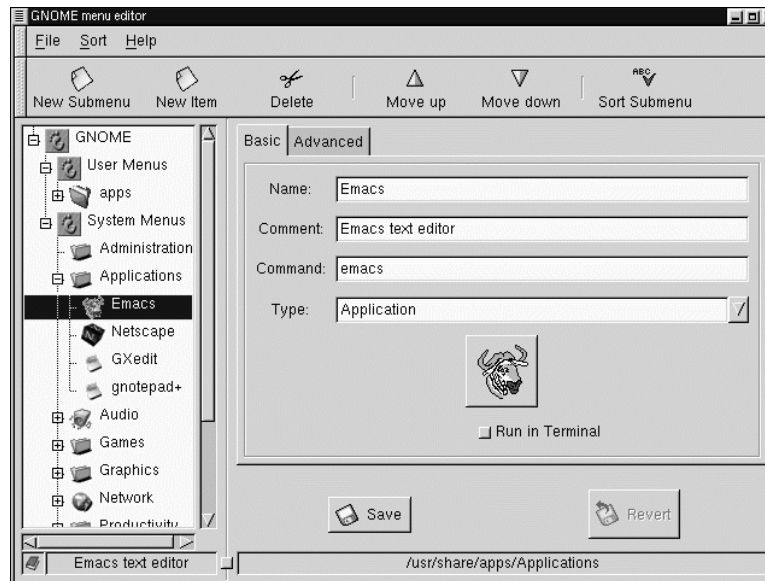 GNOME menu editor
File Sort Help
New Submenu New Item Delete Move up Move down ABC Sort Submenu
GNOME
User Menus
apps
System Menus
Administration
Applications
Emacs
Netscape
GXedit
gnotepad+
Audio
Games
Graphics
Network
Productivity
Basic Advanced
Name: Emacs
Comment: Emacs text editor
Command: emacs
Type: Application
Run in Terminal
Save Revert
Emacs text editor /usr/share/apps/Applications